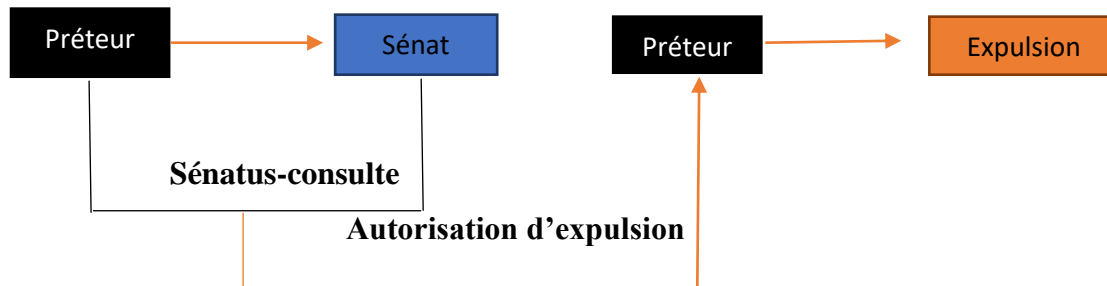 Préteur
Sénat
Préteur
Expulsion
Sénatus-consulte
Autorisation d’expulsion